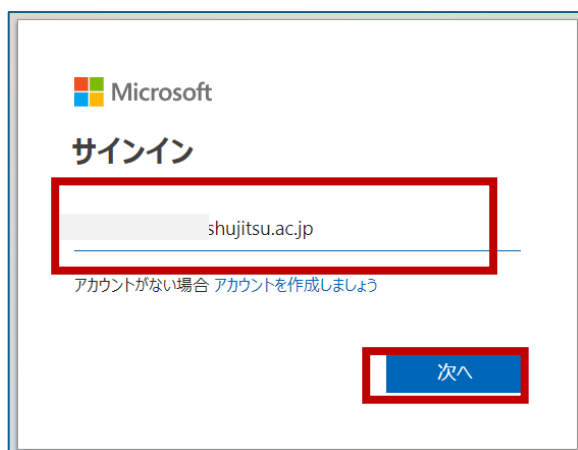 Microsoft
サインイン
shujitsu.ac.jp
アカウントがない場合 アカウントを作成しましょう
次へ